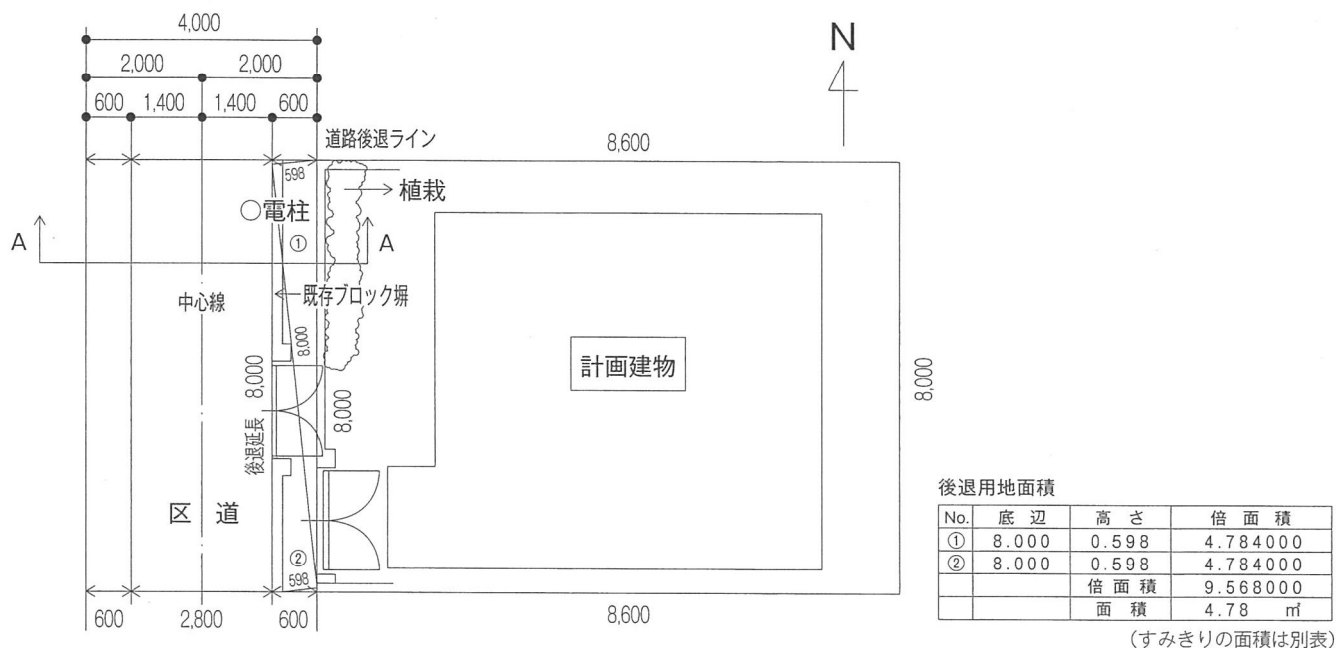 4,000
2,000 2,000
600 1,400 1,400 600
N
道路後退ライン
8,600
598
植栽
○電柱
①
A A
中心線
既存ブロック塀
8,000
8,000
8,000
後退延長
計画建物
8,000
区道
②
598
600 2,800 600
8,600
後退用地面積
No. 底辺 高さ 倍面積
① 8.000 0.598 4.784000
② 8.000 0.598 4.784000
倍面積 9.568000
面積 4.78 ㎡
(すみきりの面積は別表)